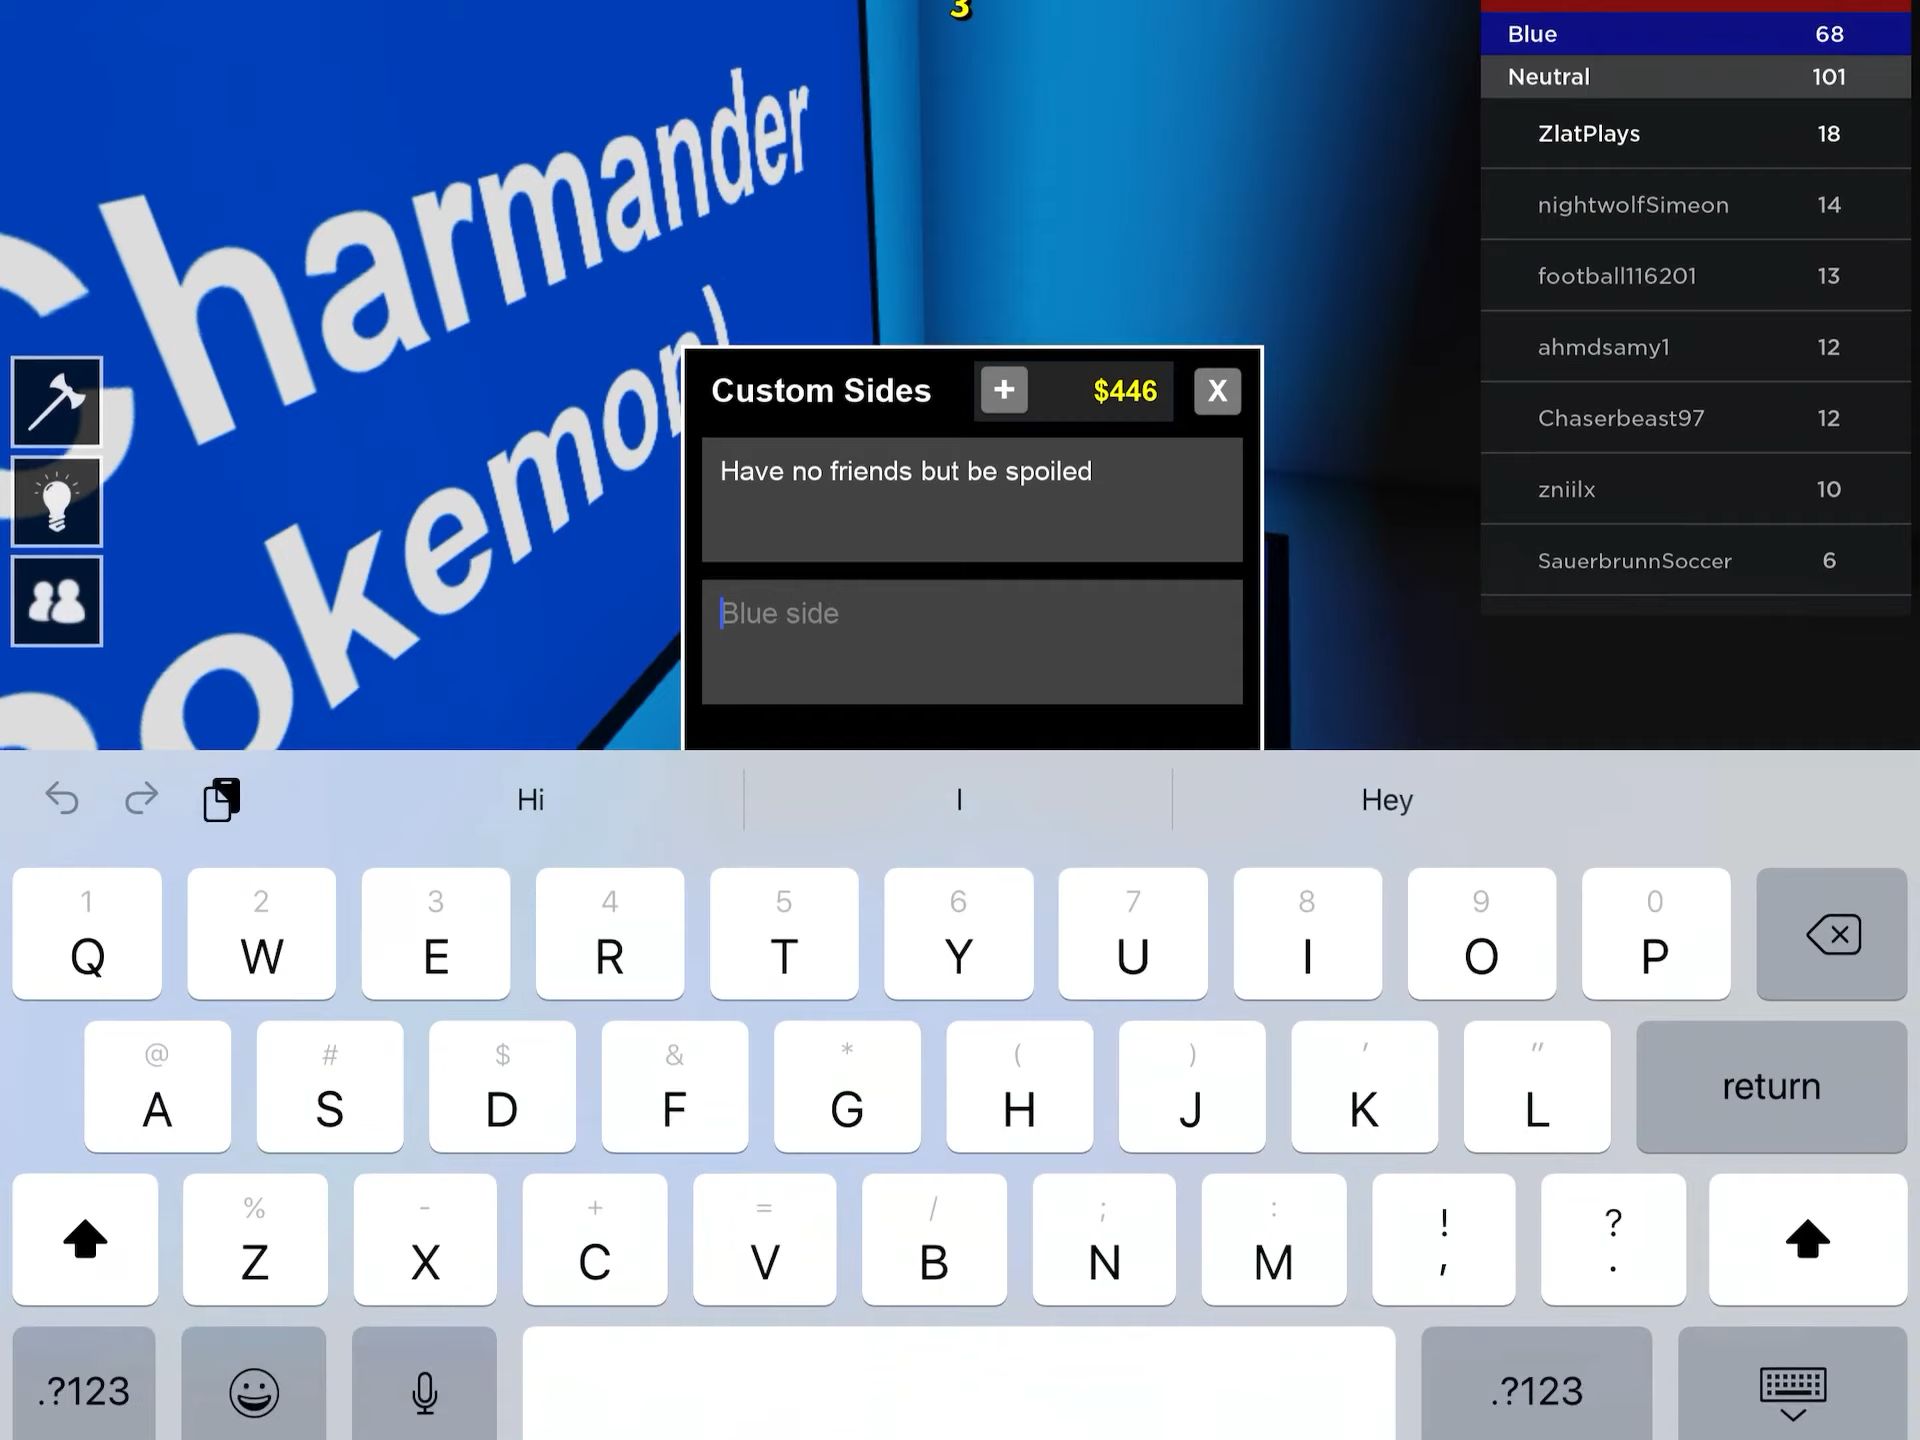 3
Charmander
Pokemon!
Blue 68
Neutral 101
ZlatPlays 18
nightwolfSimeon 14
football116201 13
ahmdsamy1 12
Chaserbeast97 12
zniilx 10
SauerbrunnSoccer 6
Custom Sides + $446 X
Have no friends but be spoiled
Blue side
Hi I Hey
1 2 3 4 5 6 7 8 9 0
Q W E R T Y U I O P
@ # $ & * ( ) ' "
A S D F G H J K L return
% - + = / ; : ! ?
Z X C V B N M , .
.?123 .?123